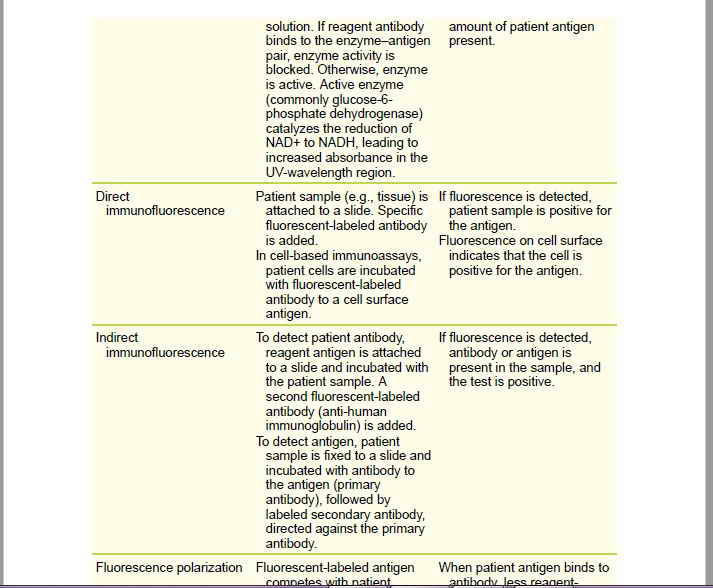 solution. If reagent antibody
binds to the enzyme–antigen
pair, enzyme activity is
blocked. Otherwise, enzyme
is active. Active enzyme
(commonly glucose-6-
phosphate dehydrogenase)
catalyzes the reduction of
NAD+ to NADH, leading to
increased absorbance in the
UV-wavelength region.
amount of patient antigen
present.
Direct
immunofluorescence
Patient sample (e.g., tissue) is
attached to a slide. Specific
fluorescent-labeled antibody
is added.
In cell-based immunoassays,
patient cells are incubated
with fluorescent-labeled
antibody to a cell surface
antigen.
If fluorescence is detected,
patient sample is positive for
the antigen.
Fluorescence on cell surface
indicates that the cell is
positive for the antigen.
Indirect
immunofluorescence
To detect patient antibody,
reagent antigen is attached
to a slide and incubated with
the patient sample. A
second fluorescent-labeled
antibody (anti-human
immunoglobulin) is added.
To detect antigen, patient
sample is fixed to a slide and
incubated with antibody to
the antigen (primary
antibody), followed by
labeled secondary antibody,
directed against the primary
antibody.
If fluorescence is detected,
antibody or antigen is
present in the sample, and
the test is positive.
Fluorescence polarization
Fluorescent-labeled antigen
competes with patient
When patient antigen binds to
antibody, less reagent-